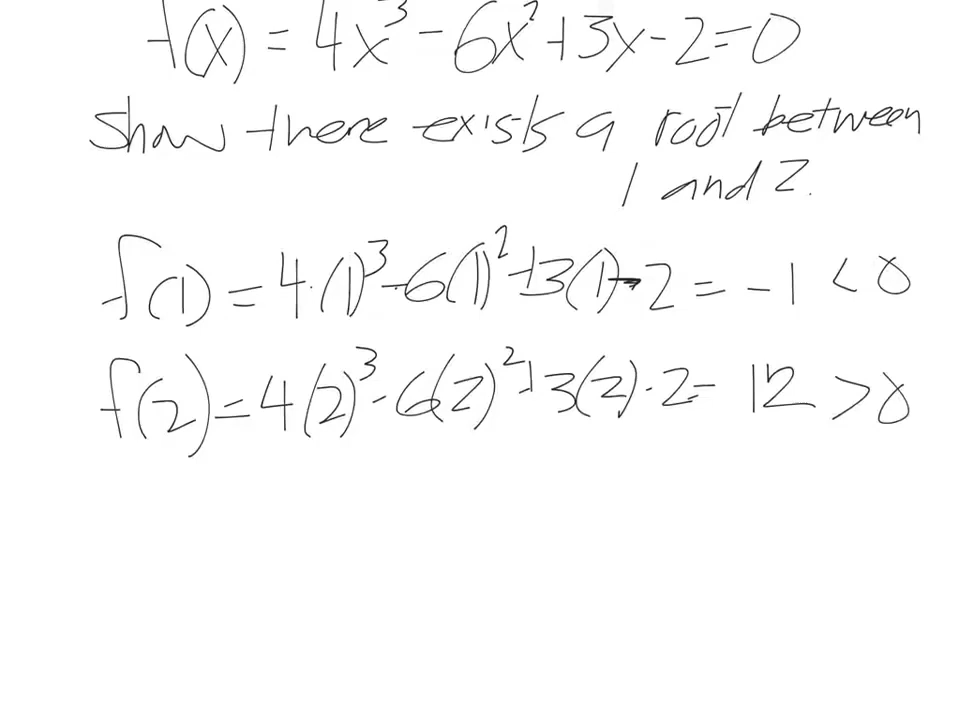 f(x) = 4x³ - 6x² + 3x - 2 = 0
Show there exists a root between
1 and 2.
f(1) = 4·(1)³ - 6(1)² + 3(1) - 2 = -1 < 0
f(2) = 4(2)³ - 6(2)² + 3(2) - 2 = 12 > 0